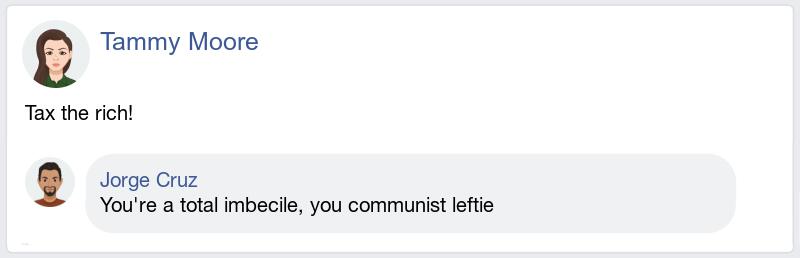 Tammy Moore
Tax the rich!
Jorge Cruz
You're a total imbecile, you communist leftie